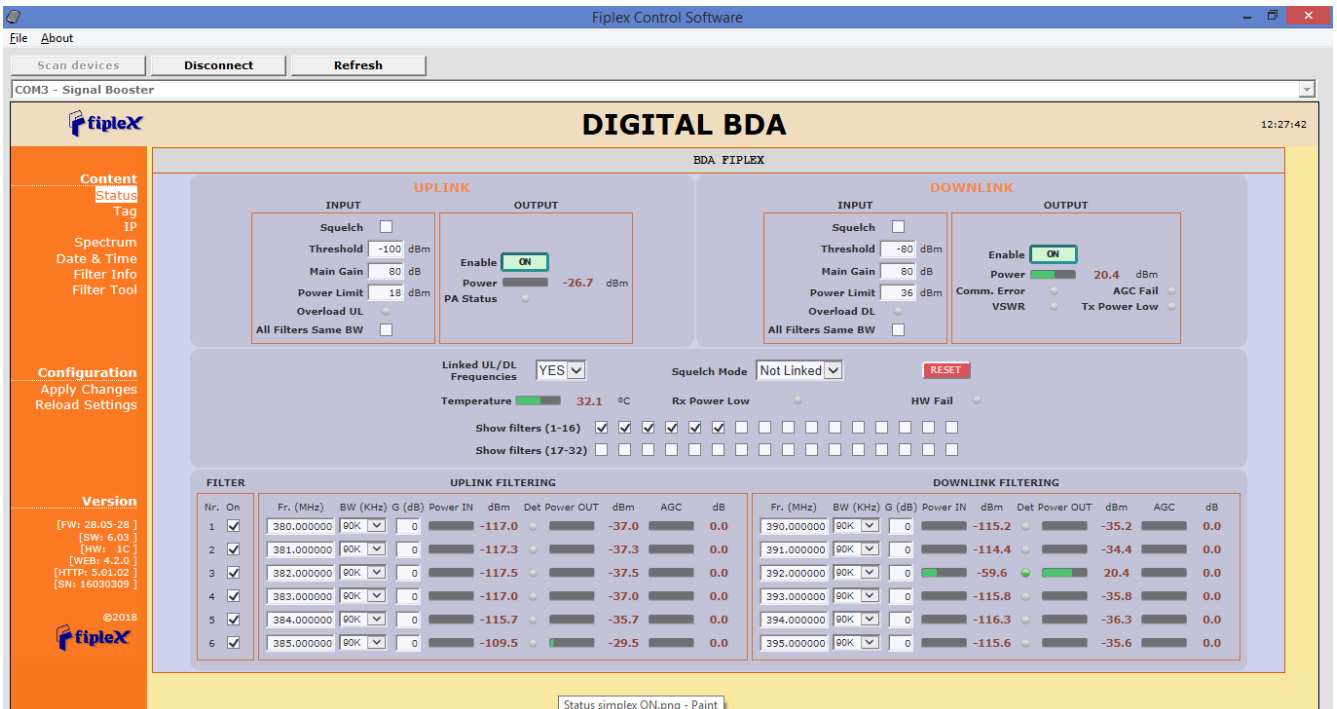 Fiplex Control Software
File About
Scan devices Disconnect Refresh
COM3 - Signal Booster
fipleX DIGITAL BDA 12:27:42
BDA FIPLEX
Content
Status
Tag
IP
Spectrum
Date & Time
Filter Info
Filter Tool
Configuration
Apply Changes
Reload Settings
Version
[FW: 28.05-28 ]
[SW: 6.03 ]
[HW: 1C ]
[WEB: 4.2.0 ]
[HTTP: 5.01.02 ]
[SN: 16030309 ]
©2018
fipleX
UPLINK
INPUT OUTPUT
Squelch
Threshold -100 dBm
Main Gain 80 dB
Power Limit 18 dBm
Overload UL
All Filters Same BW
Enable ON
Power -26.7 dBm
PA Status
DOWNLINK
INPUT OUTPUT
Squelch
Threshold -80 dBm
Main Gain 80 dB
Power Limit 36 dBm
Overload DL
All Filters Same BW
Enable ON
Power 20.4 dBm
Comm. Error AGC Fail
VSWR Tx Power Low
Linked UL/DL Frequencies YES Squelch Mode Not Linked RESET
Temperature 32.1 ºC Rx Power Low HW Fail
Show filters (1-16)
Show filters (17-32)
FILTER UPLINK FILTERING DOWNLINK FILTERING
Nr. On Fr. (MHz) BW (KHz) G (dB) Power IN dBm Det Power OUT dBm AGC dB Fr. (MHz) BW (KHz) G (dB) Power IN dBm Det Power OUT dBm AGC dB
1 380.000000 90K 0 -117.0 -37.0 0.0 390.000000 90K 0 -115.2 -35.2 0.0
2 381.000000 90K 0 -117.3 -37.3 0.0 391.000000 90K 0 -114.4 -34.4 0.0
3 382.000000 90K 0 -117.5 -37.5 0.0 392.000000 90K 0 -59.6 20.4 0.0
4 383.000000 90K 0 -117.0 -37.0 0.0 393.000000 90K 0 -115.8 -35.8 0.0
5 384.000000 90K 0 -115.7 -35.7 0.0 394.000000 90K 0 -116.3 -36.3 0.0
6 385.000000 90K 0 -109.5 -29.5 0.0 395.000000 90K 0 -115.6 -35.6 0.0
Status simplex ON.png - Paint